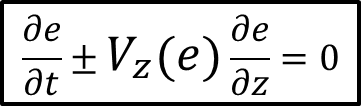 ∂e/∂t ± V_z(e) ∂e/∂z = 0